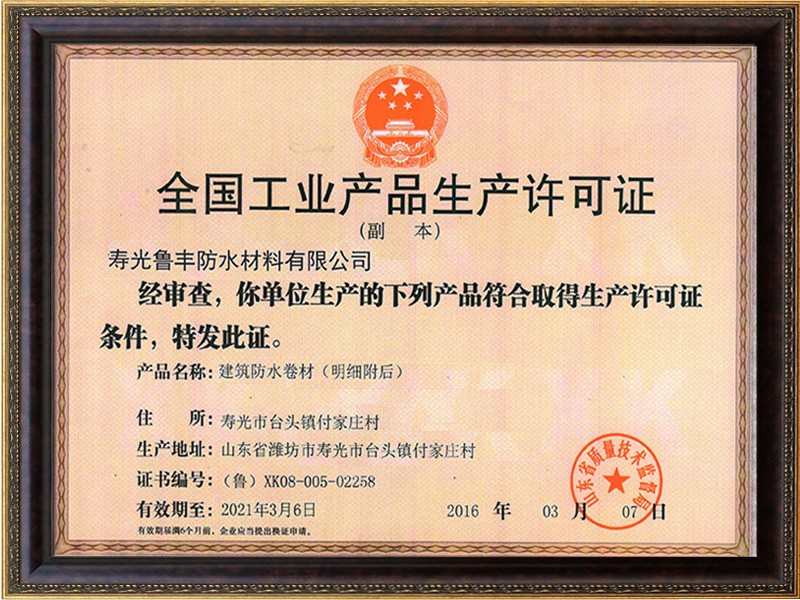 全国工业产品生产许可证
（副 本）
寿光鲁丰防水材料有限公司
经审查，你单位生产的下列产品符合取得生产许可证
条件，特发此证。
产品名称：建筑防水卷材（明细附后）
住 所：寿光市台头镇付家庄村
生产地址：山东省潍坊市寿光市台头镇付家庄村
证书编号：（鲁）XK08-005-02258
有效期至：2021年3月6日
2016 年 03 月 07 日
有效期届满6个月前，企业应当提出换证申请。
山东省质量技术监督局